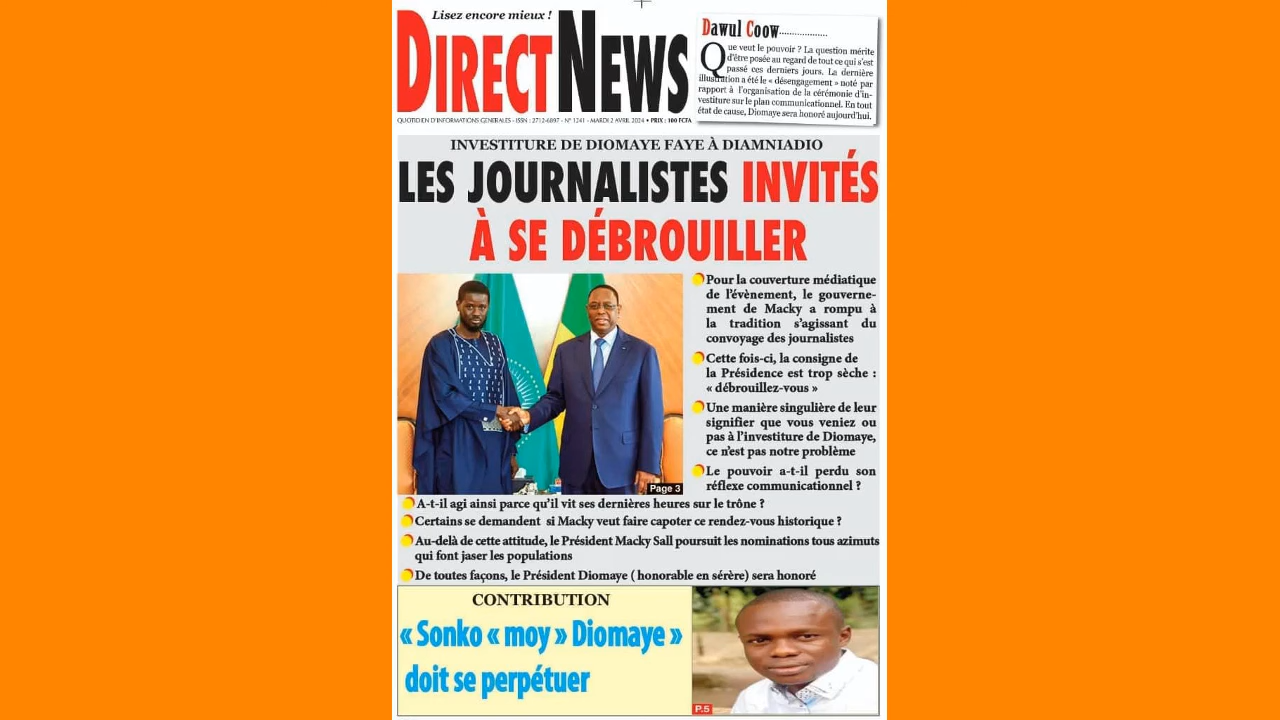 Lisez encore mieux !
DIRECTNEWS
QUOTIDIEN D'INFORMATIONS GENERALES - ISSN : 2712-6897 - N° 1241 - MARDI 2 AVRIL 2024 • PRIX : 100 FCFA
Dawul Coow..................
Que veut le pouvoir ? La question mérite
d'être posée au regard de tout ce qui s'est
passé ces derniers jours. La dernière
illustration a été le « désengagement » noté par
rapport à l'organisation de la cérémonie d'in-
vestiture sur le plan communicationnel. En tout
état de cause, Diomaye sera honoré aujourd'hui.
INVESTITURE DE DIOMAYE FAYE À DIAMNIADIO
LES JOURNALISTES INVITÉS
À SE DÉBROUILLER
Pour la couverture médiatique
de l'évènement, le gouverne-
ment de Macky a rompu à
la tradition s'agissant du
convoyage des journalistes
Cette fois-ci, la consigne de
la Présidence est trop sèche :
« débrouillez-vous »
Une manière singulière de leur
signifier que vous veniez ou
pas à l'investiture de Diomaye,
ce n'est pas notre problème
Le pouvoir a-t-il perdu son
réflexe communicationnel ?
Page 3
A-t-il agi ainsi parce qu'il vit ses dernières heures sur le trône ?
Certains se demandent si Macky veut faire capoter ce rendez-vous historique ?
Au-delà de cette attitude, le Président Macky Sall poursuit les nominations tous azimuts
qui font jaser les populations
De toutes façons, le Président Diomaye ( honorable en sérère) sera honoré
CONTRIBUTION
« Sonko « moy » Diomaye »
doit se perpétuer
P.5